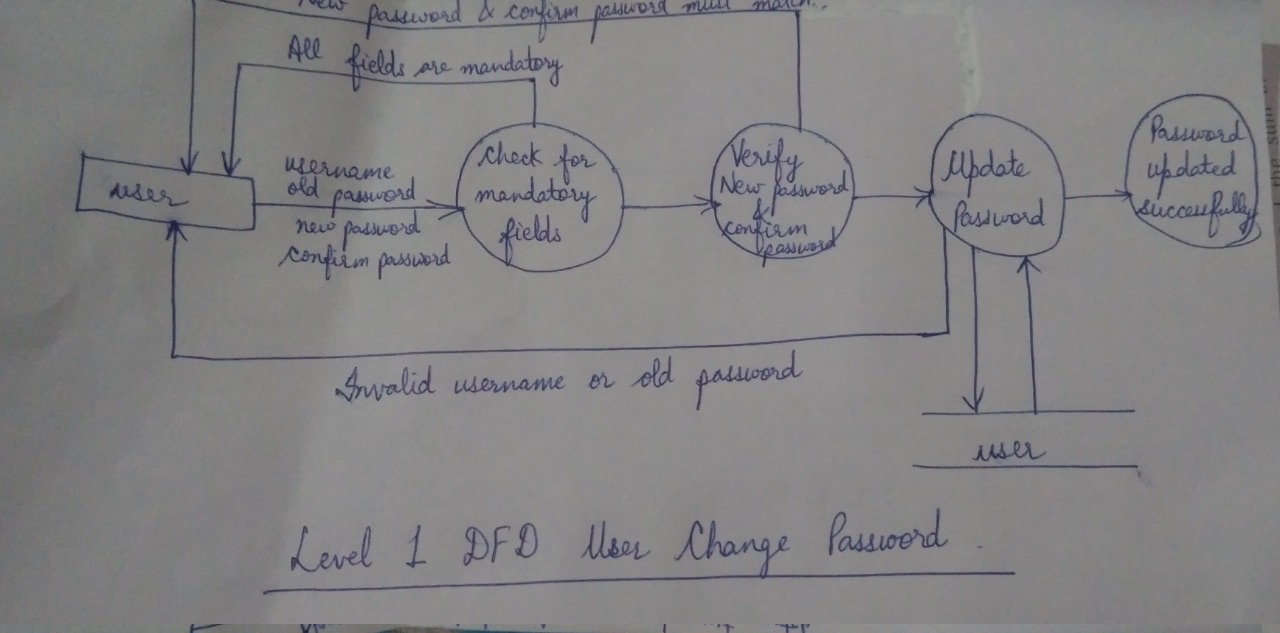 New password & confirm password must match.
All fields are mandatory
user
username
old password
new password
confirm password
Check for
mandatory
fields
Verify
New password
&
confirm
password
Update
Password
Password
updated
successfully
Invalid username or old password
user
Level 1 DFD User Change Password.